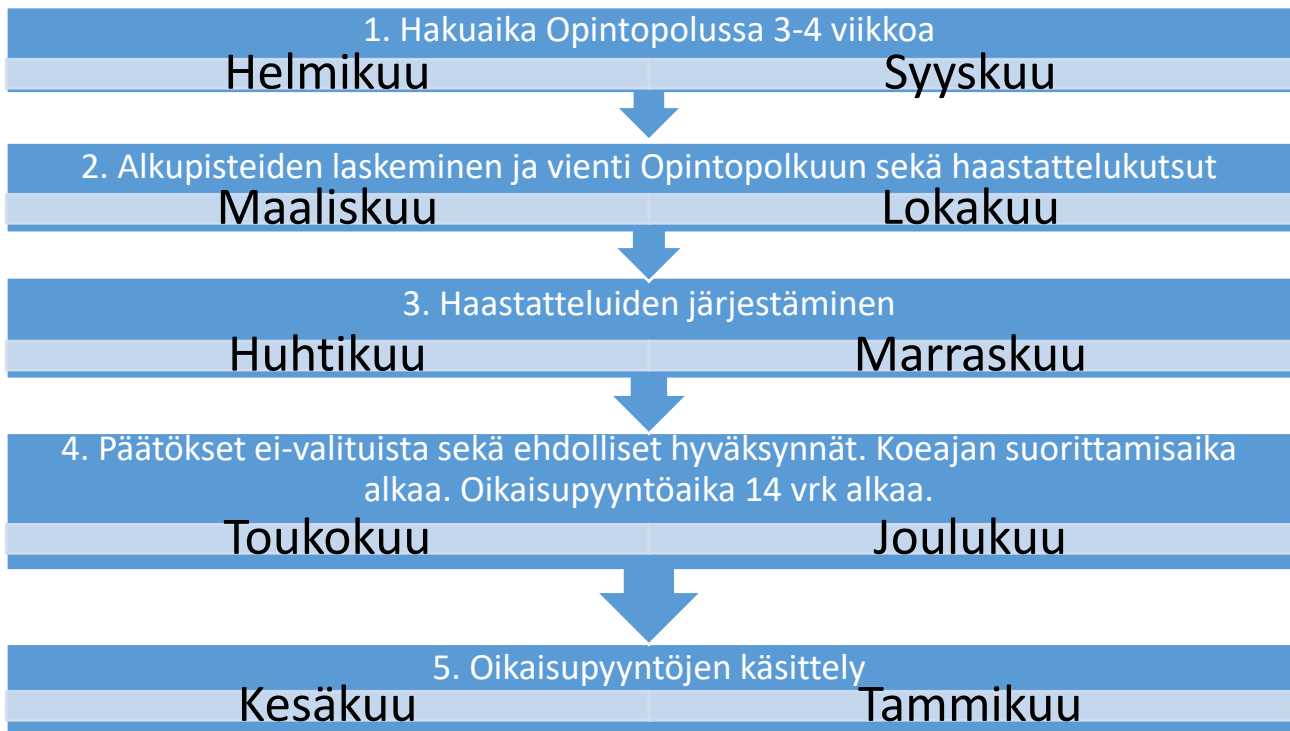 1. Hakuaika Opintopolussa 3-4 viikkoa
Helmikuu Syyskuu
2. Alkupisteiden laskeminen ja vienti Opintopolkuun sekä haastattelukutsut
Maaliskuu Lokakuu
3. Haastatteluiden järjestäminen
Huhtikuu Marraskuu
4. Päätökset ei-valituista sekä ehdolliset hyväksynnät. Koeajan suorittamisaika
alkaa. Oikaisupyyntöaika 14 vrk alkaa.
Toukokuu Joulukuu
5. Oikaisupyyntöjen käsittely
Kesäkuu Tammikuu